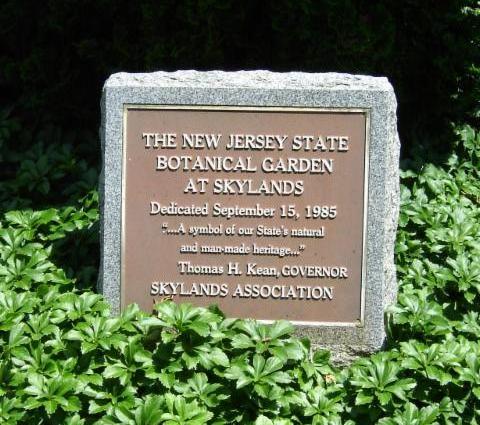 THE NEW JERSEY STATE
BOTANICAL GARDEN
AT SKYLANDS
Dedicated September 15, 1985
"....A symbol of our State's natural
and man-made heritage..."
Thomas H. Kean, GOVERNOR
SKYLANDS ASSOCIATION